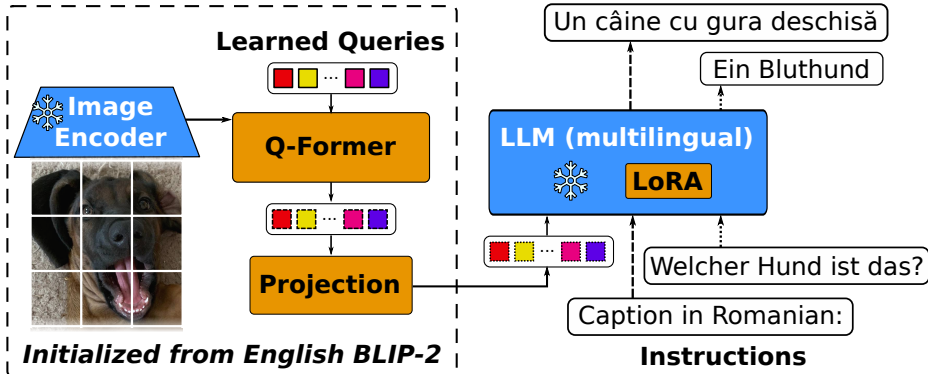 Learned Queries
...
Image
Encoder
Q-Former
...
Projection
Initialized from English BLIP-2
Un câine cu gura deschisă
Ein Bluthund
LLM (multilingual)
LoRA
...
Welcher Hund ist das?
Caption in Romanian:
Instructions